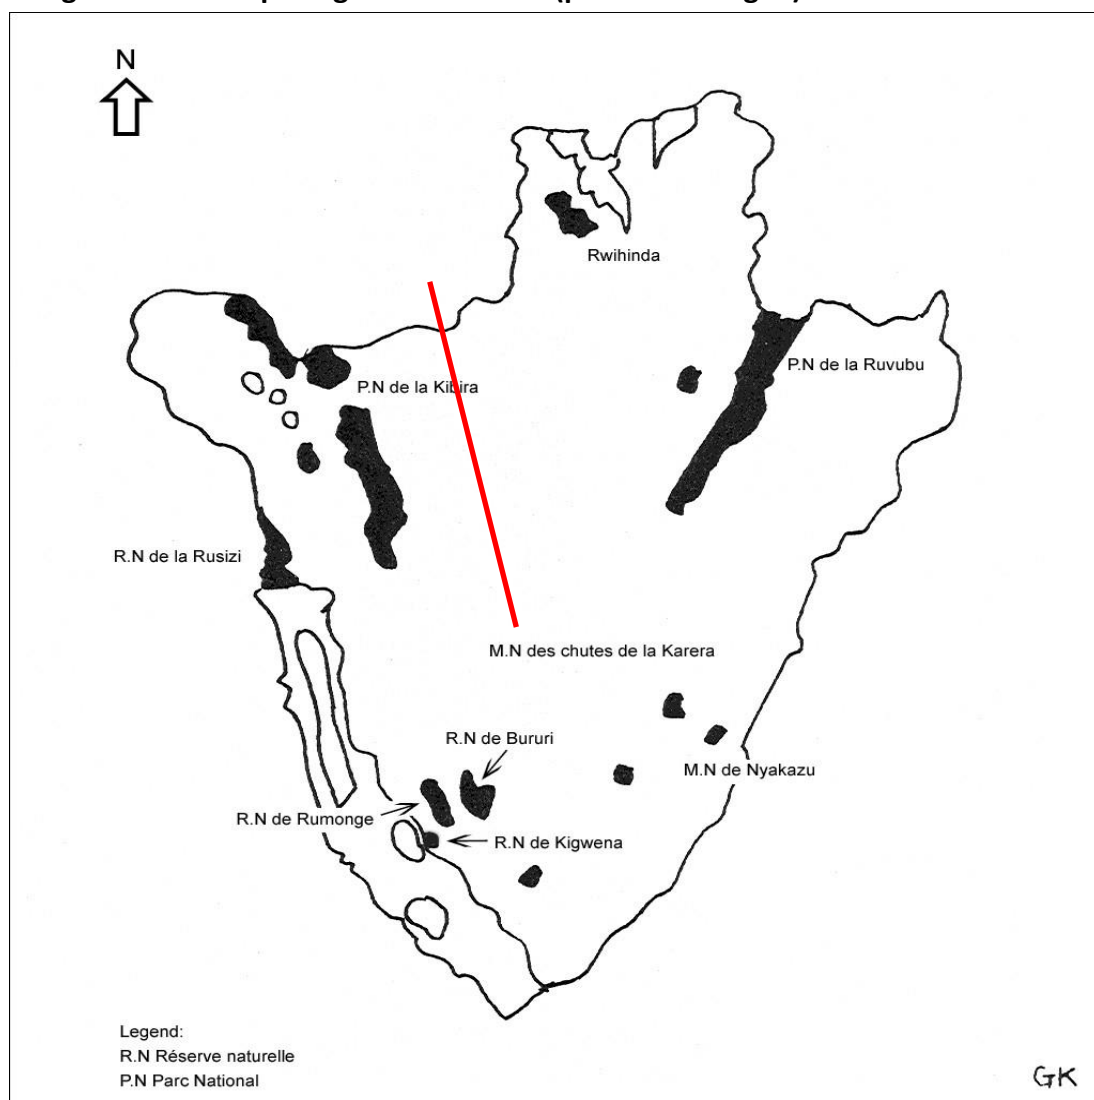 N
Rwihinda
P.N de la Ruvubu
P.N de la Kibira
R.N de la Rusizi
M.N des chutes de la Karera
R.N de Bururi
M.N de Nyakazu
R.N de Rumonge
R.N de Kigwena
Legend:
R.N Réserve naturelle
P.N Parc National
GK